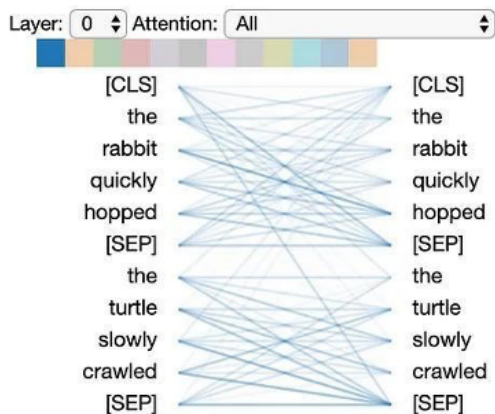 Layer: 0 Attention: All
[CLS] [CLS]
the the
rabbit rabbit
quickly quickly
hopped hopped
[SEP] [SEP]
the the
turtle turtle
slowly slowly
crawled crawled
[SEP] [SEP]